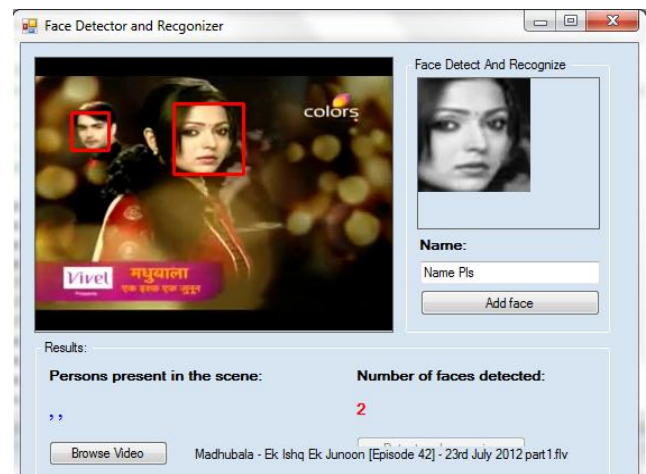 Face Detector and Recgonizer
colors
Vivel
Presents
मधुबाला
एक इश्क एक जुनून
Face Detect And Recognize
Name:
Name Pls
Add face
Results:
Persons present in the scene:
, ,
Number of faces detected:
2
Browse Video
Madhubala - Ek Ishq Ek Junoon [Episode 42] - 23rd July 2012 part1.flv